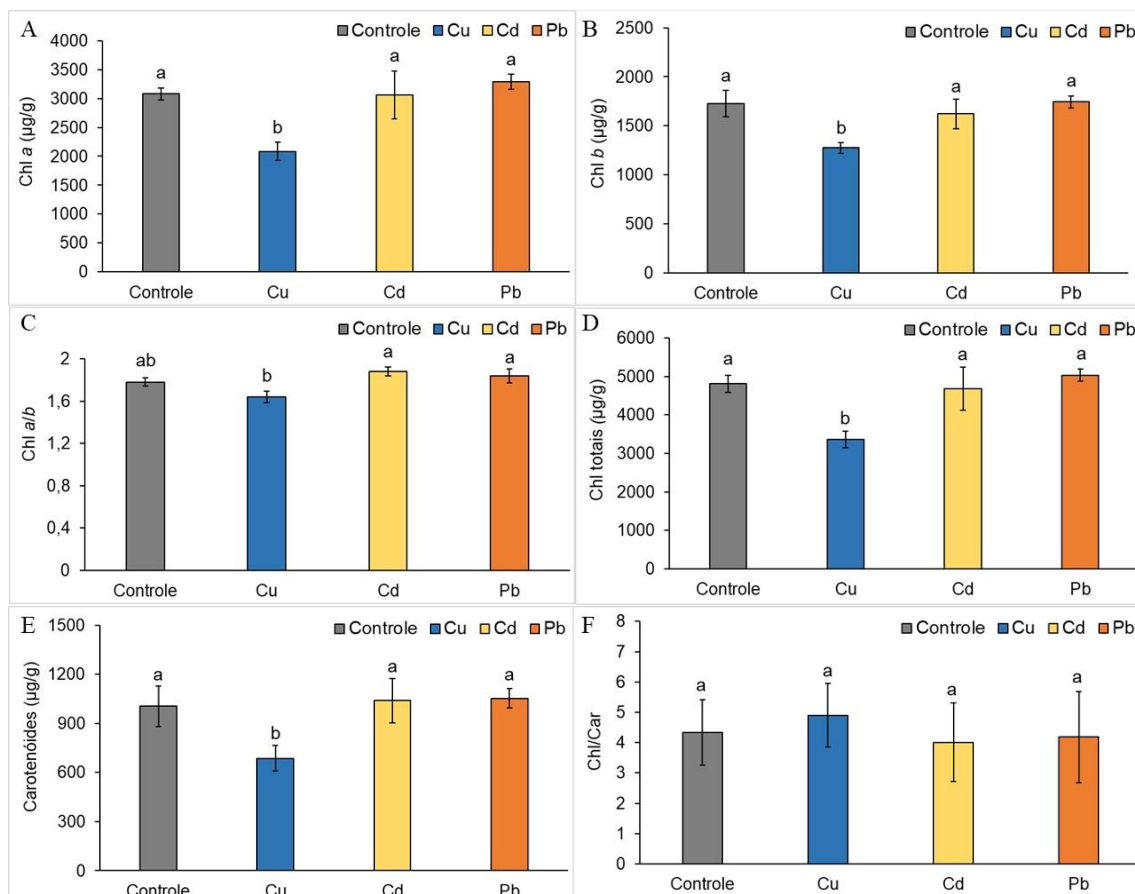 A
Controle Cu Cd Pb
4000
3500
3000
2500
2000
1500
1000
500
0
Chl a (µg/g)
a
b
a
a
Controle Cu Cd Pb
B
Controle Cu Cd Pb
2500
2000
1500
1000
500
0
Chl b (µg/g)
a
b
a
a
Controle Cu Cd Pb
C
Controle Cu Cd Pb
2
1,6
1,2
0,8
0,4
0
Chl a/b
ab
b
a
a
Controle Cu Cd Pb
D
Controle Cu Cd Pb
6000
5000
4000
3000
2000
1000
0
Chl totais (µg/g)
a
b
a
a
Controle Cu Cd Pb
E
Controle Cu Cd Pb
1500
1200
900
600
300
0
Carotenóides (µg/g)
a
b
a
a
Controle Cu Cd Pb
F
Controle Cu Cd Pb
8
7
6
5
4
3
2
1
0
Chl/Car
a
a
a
a
Controle Cu Cd Pb